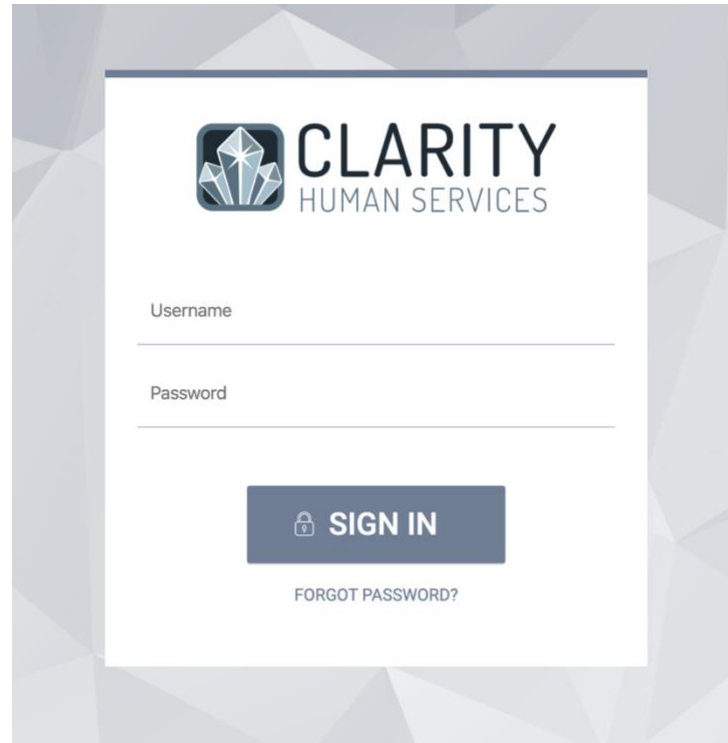 CLARITY
HUMAN SERVICES
Username
Password
SIGN IN
FORGOT PASSWORD?